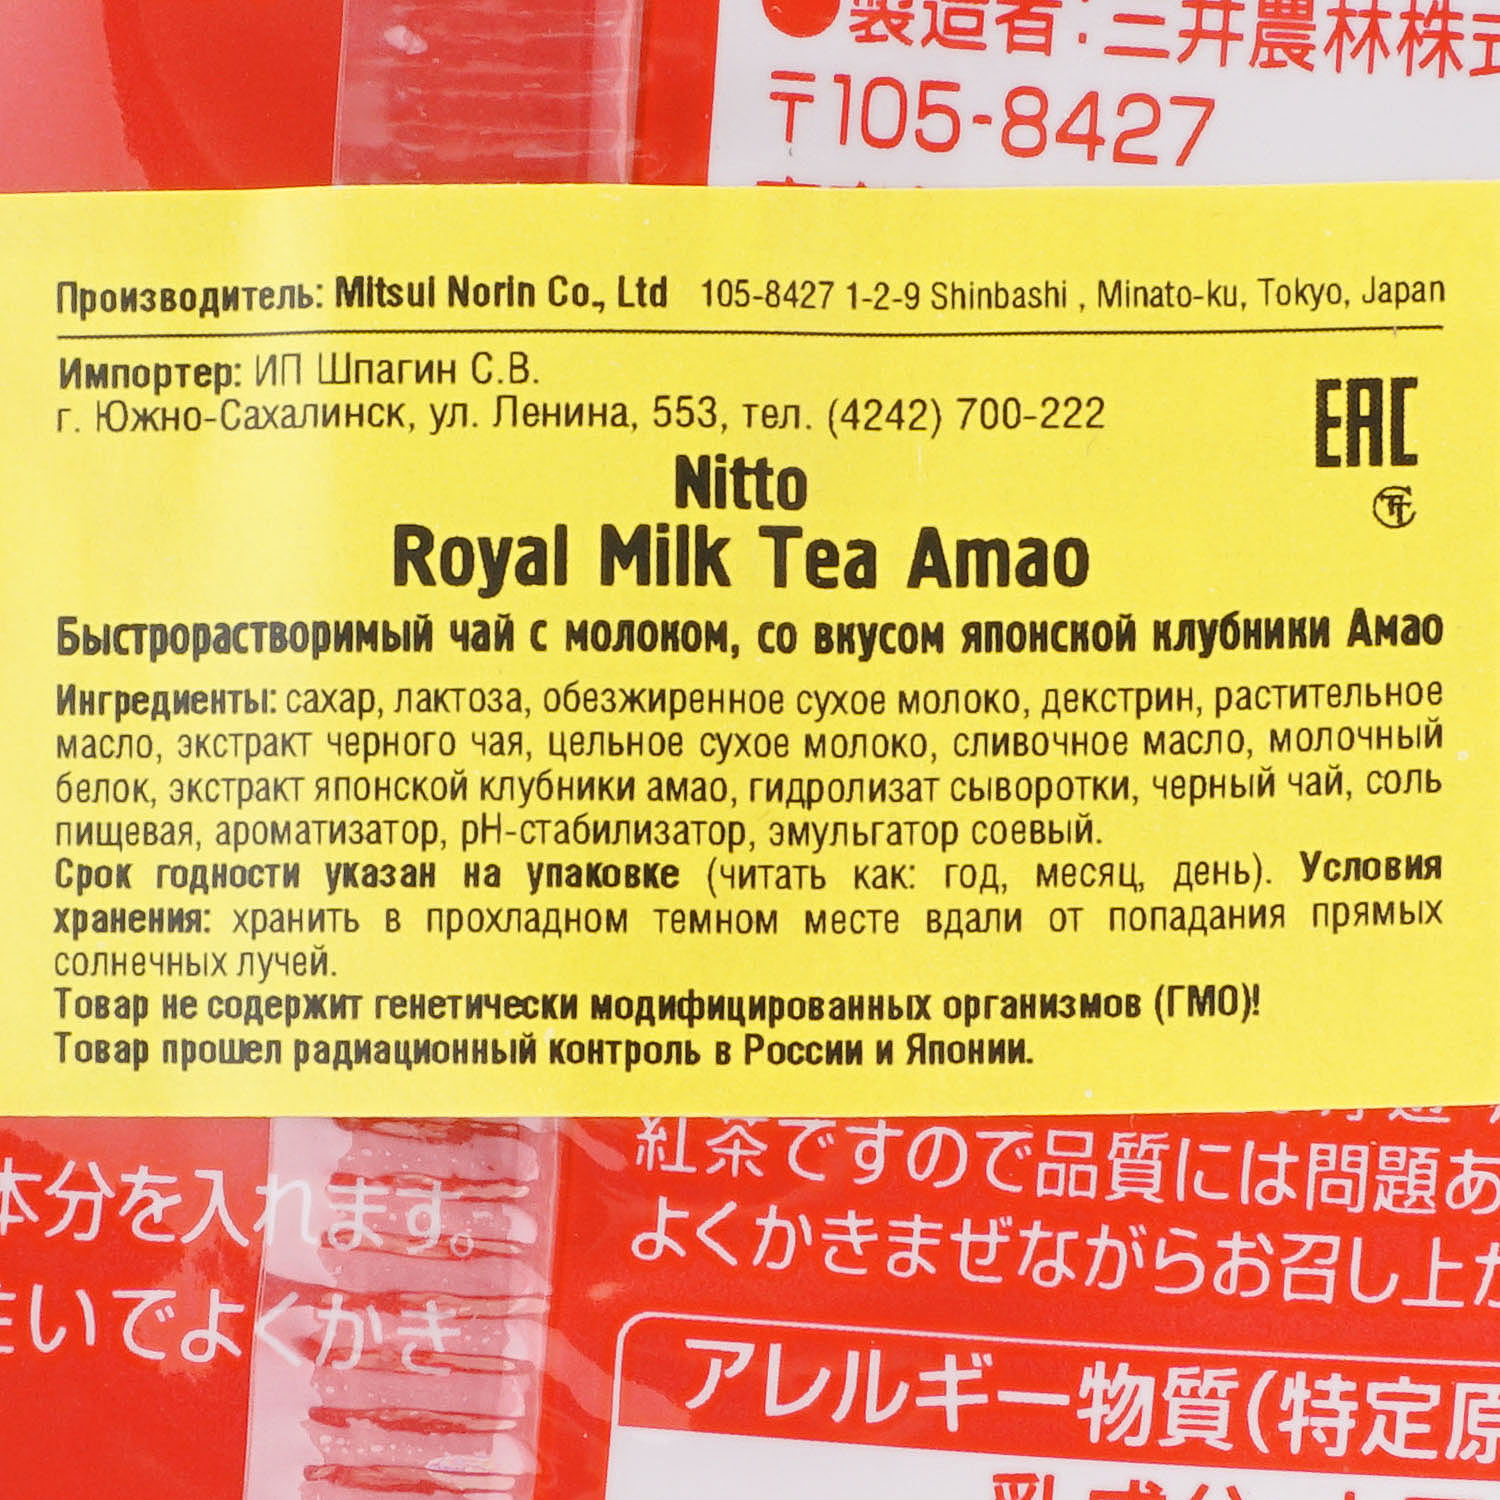 製造者:三井農林株式
〒105-8427
Производитель: Mitsui Norin Co., Ltd 105-8427 1-2-9 Shinbashi , Minato-ku, Tokyo, Japan
Импортер: ИП Шпагин С.В.
г. Южно-Сахалинск, ул. Ленина, 553, тел. (4242) 700-222
EAC
Nitto
Royal Milk Tea Amao
Быстрорастворимый чай с молоком, со вкусом японской клубники Амао
Ингредиенты: сахар, лактоза, обезжиренное сухое молоко, декстрин, растительное
масло, экстракт черного чая, цельное сухое молоко, сливочное масло, молочный
белок, экстракт японской клубники амао, гидролизат сыворотки, черный чай, соль
пищевая, ароматизатор, pH-стабилизатор, эмульгатор соевый.
Срок годности указан на упаковке (читать как: год, месяц, день). Условия
хранения: хранить в прохладном темном месте вдали от попадания прямых
солнечных лучей.
Товар не содержит генетически модифицированных организмов (ГМО)!
Товар прошел радиационный контроль в России и Японии.
本分を入れます。
いでよくかき
紅茶ですので品質には問題あ
よくかきまぜながらお召し上が
アレルギー物質(特定原